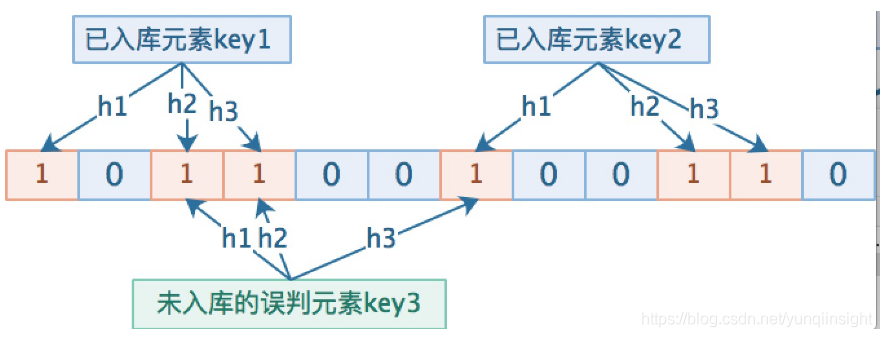 已入库元素key1
已入库元素key2
h1
h2
h3
h1
h2
h3
1 0 1 1 0 0 1 0 0 1 1 0
h1
h2
h3
未入库的误判元素key3
https://blog.csdn.net/yunqiinsight